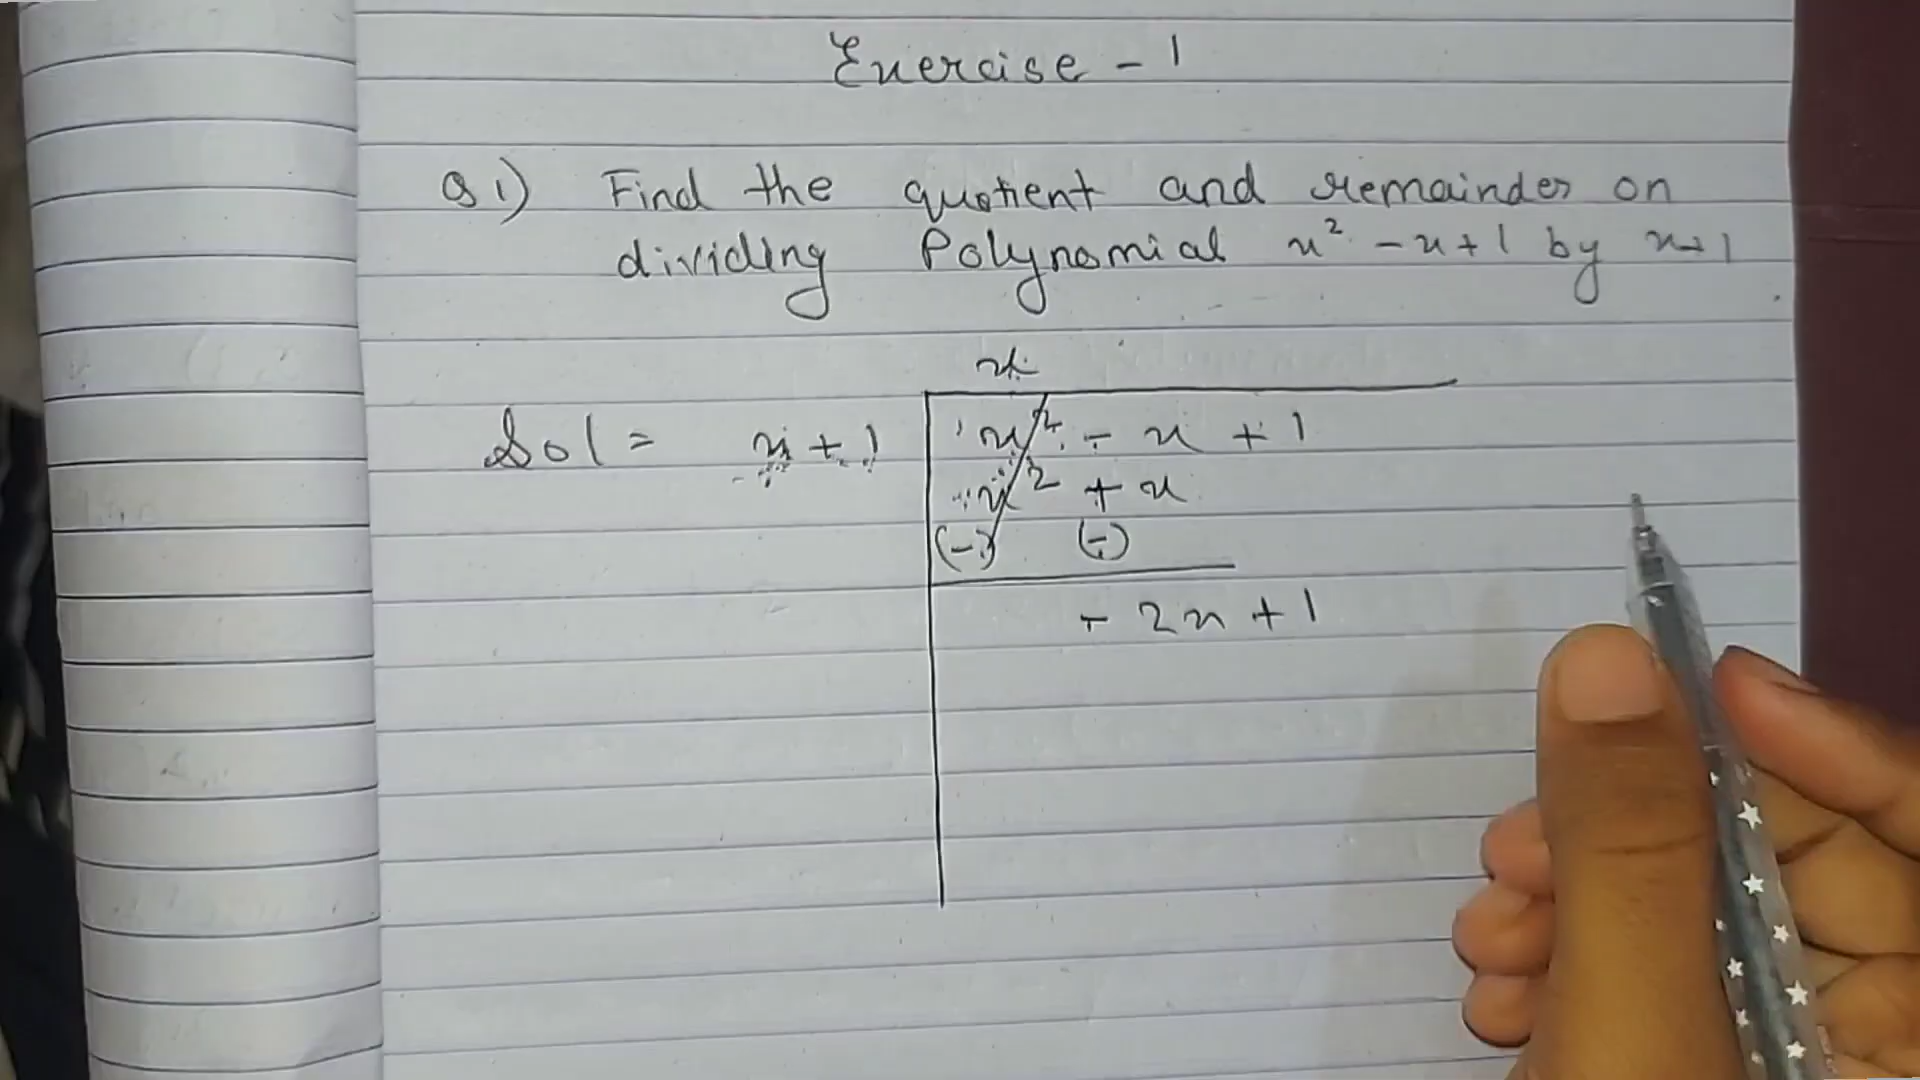 Exercise - 1
Q1) Find the quotient and remainder on
dividing Polynomial x² - x + 1 by x+1
x
Sol = x + 1 x² - x + 1
x² + x
(-) (-)
- 2x + 1